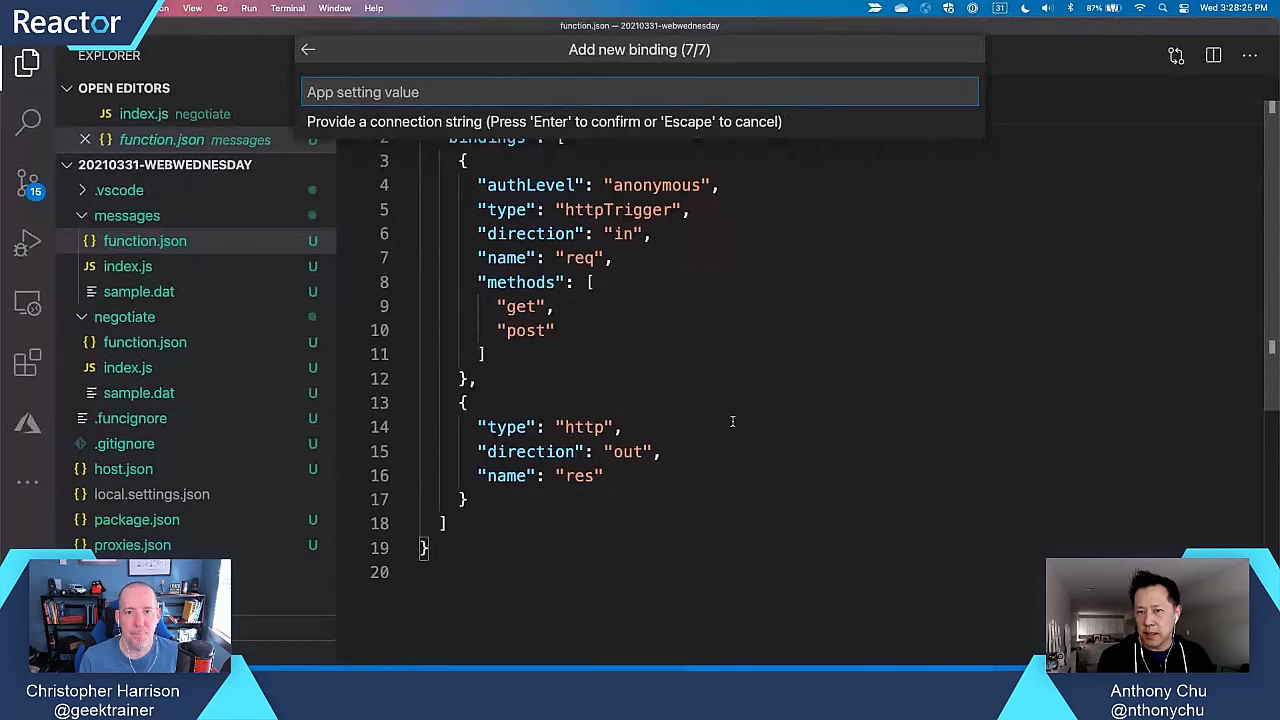 Reactor
on Go Run Terminal Window Help
31
87%
Wed 3:28:25 PM
function.json — 20210331-webwednesday
EXPLORER
Add new binding (7/7)
App setting value
Provide a connection string (Press 'Enter' to confirm or 'Escape' to cancel)
OPEN EDITORS
JS index.js negotiate
function.json messages U
20210331-WEBWEDNESDAY
.vscode
messages
{} function.json U
JS index.js U
sample.dat U
negotiate
{} function.json U
JS index.js U
sample.dat U
.funcignore U
.gitignore U
{} host.json U
{} local.settings.json
{} package.json U
{} proxies.json U
15
2 "bindings": [
3 {
4 "authLevel": "anonymous",
5 "type": "httpTrigger",
6 "direction": "in",
7 "name": "req",
8 "methods": [
9 "get",
10 "post"
11 ]
12 },
13 {
14 "type": "http",
15 "direction": "out",
16 "name": "res"
17 }
18 ]
19 }
20
Christopher Harrison
@geektrainer
Anthony Chu
@nthonychu